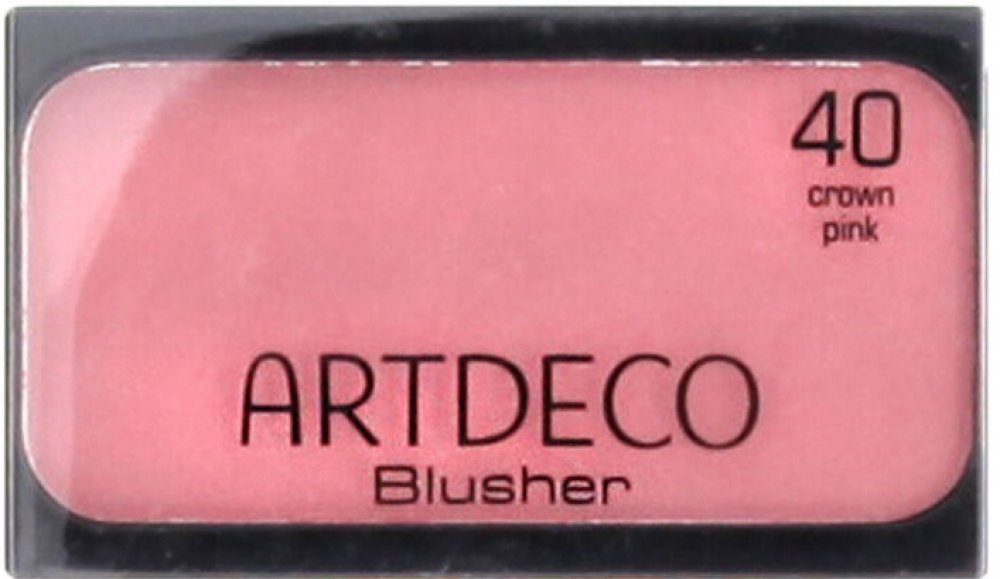 40
crown
pink
ARTDECO
Blusher